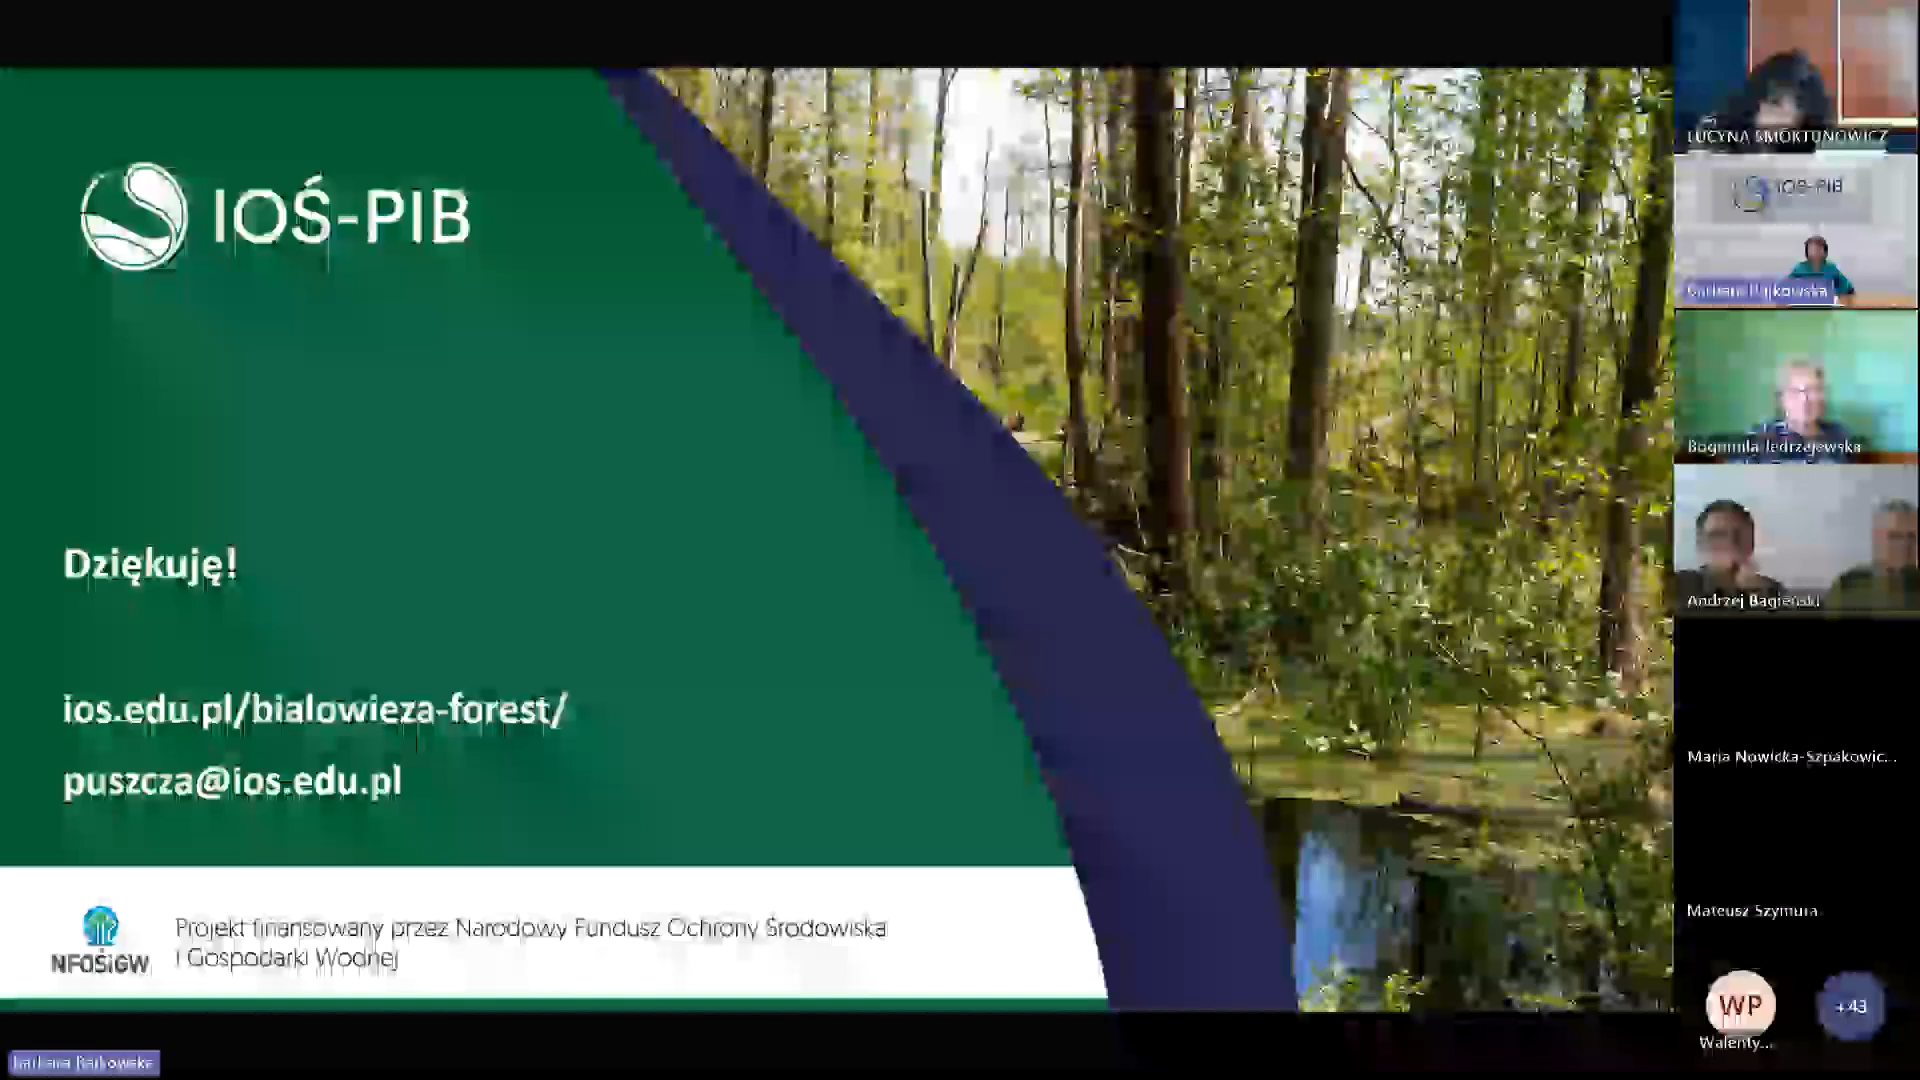 IOŚ-PIB
Dziękuję!
ios.edu.pl/bialowieza-forest/
puszcza@ios.edu.pl
NFOŚiGW
Projekt finansowany przez Narodowy Fundusz Ochrony Środowiska
i Gospodarki Wodnej
LUCYNA SMOKTUNOWICZ
IOŚ-PIB
Barbara
Bogumiła Jędrzejewska
Andrzej Bagieński
Maria Nowicka-Szpakowic...
Mateusz Szymura
WP
+43
Walenty...
Barbara